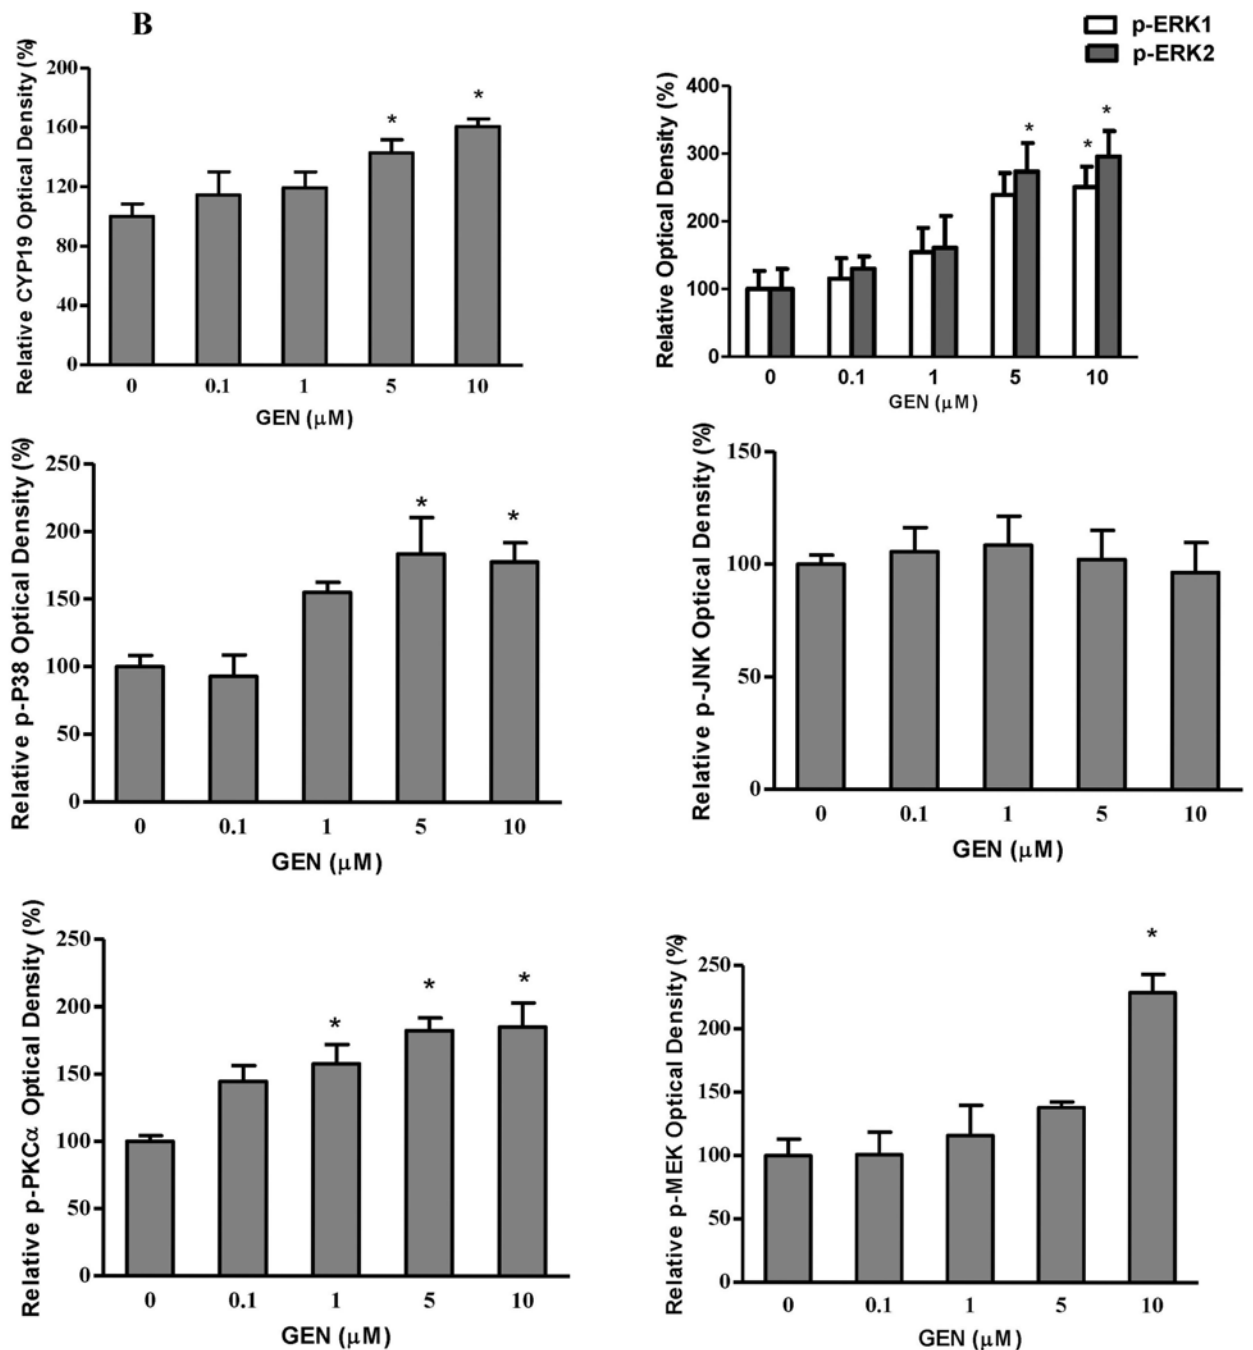 B
Relative CYP19 Optical Density (%)
200
160
120
80
40
0
*
*
0 0.1 1 5 10
GEN (μM)
p-ERK1
p-ERK2
Relative Optical Density (%)
400
300
200
100
0
*
*
*
0 0.1 1 5 10
GEN (μM)
Relative p-P38 Optical Density (%)
250
200
150
100
50
0
*
*
0 0.1 1 5 10
GEN (μM)
Relative p-JNK Optical Density (%)
150
100
50
0
0 0.1 1 5 10
GEN (μM)
Relative p-PKCα Optical Density (%)
250
200
150
100
50
0
*
*
*
0 0.1 1 5 10
GEN (μM)
Relative p-MEK Optical Density (%)
250
200
150
100
50
0
*
0 0.1 1 5 10
GEN (μM)